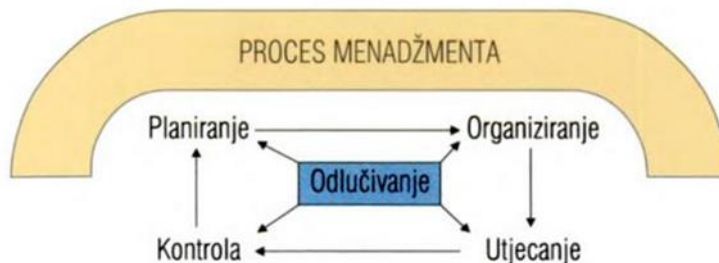 PROCES MENADŽMENTA
Planiranje
Organiziranje
Odlučivanje
Kontrola
Utjecanje